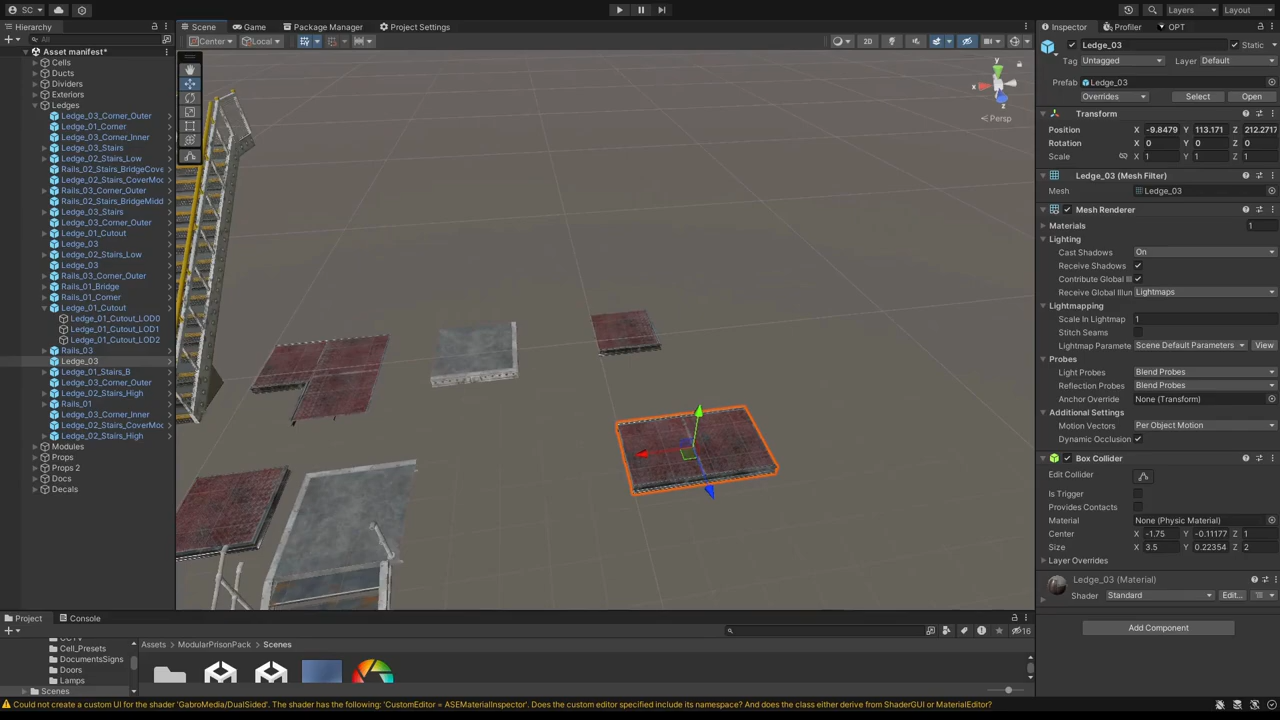 SC
Layers
Layout
Hierarchy
All
Asset manifest*
Cells
Ducts
Dividers
Exteriors
Ledges
Ledge_03_Corner_Outer
Ledge_01_Corner
Ledge_03_Corner_Inner
Ledge_03_Stairs
Ledge_02_Stairs_Low
Rails_02_Stairs_BridgeCove
Ledge_02_Stairs_CoverMod
Rails_03_Corner_Outer
Rails_02_Stairs_BridgeMidd
Ledge_03_Stairs
Ledge_03_Corner_Outer
Ledge_01_Cutout
Ledge_03
Ledge_02_Stairs_Low
Ledge_03
Rails_03_Corner_Outer
Rails_01_Bridge
Rails_01_Corner
Ledge_01_Cutout
Ledge_01_Cutout_LOD0
Ledge_01_Cutout_LOD1
Ledge_01_Cutout_LOD2
Rails_03
Ledge_03
Ledge_01_Stairs_B
Ledge_03_Corner_Outer
Ledge_02_Stairs_High
Rails_01
Ledge_03_Corner_Inner
Ledge_02_Stairs_CoverMod
Ledge_02_Stairs_High
Modules
Props
Props 2
Docs
Decals
Scene Game Package Manager Project Settings
Center Local 2D
y
x
z
Persp
Inspector Profiler OPT
Ledge_03 Static
Tag Untagged Layer Default
Prefab Ledge_03
Overrides Select Open
Transform
Position X -9.8479 Y 113.171 Z 212.2717
Rotation X 0 Y 0 Z 0
Scale X 1 Y 1 Z 1
Ledge_03 (Mesh Filter)
Mesh Ledge_03
Mesh Renderer
Materials 1
Lighting
Cast Shadows On
Receive Shadows
Contribute Global
Receive Global Illum Lightmaps
Lightmapping
Scale In Lightmap 1
Stitch Seams
Lightmap Paramete Scene Default Parameters View
Probes
Light Probes Blend Probes
Reflection Probes Blend Probes
Anchor Override None (Transform)
Additional Settings
Motion Vectors Per Object Motion
Dynamic Occlusion
Box Collider
Edit Collider
Is Trigger
Provides Contacts
Material None (Physic Material)
Center X -1.75 Y -0.11177 Z 1
Size X 3.5 Y 0.22354 Z 2
Layer Overrides
Ledge_03 (Material)
Shader Standard Edit...
Add Component
Project Console
16
Cell_Presets
DocumentsSigns
Doors
Lamps
Scenes
Assets > ModularPrisonPack > Scenes
Could not create a custom UI for the shader 'GabroMedia/DualSided'. The shader has the following: 'CustomEditor = ASEMaterialInspector'. Does the custom editor specified include its namespace? And does the class either derive from ShaderGUI or MaterialEditor?